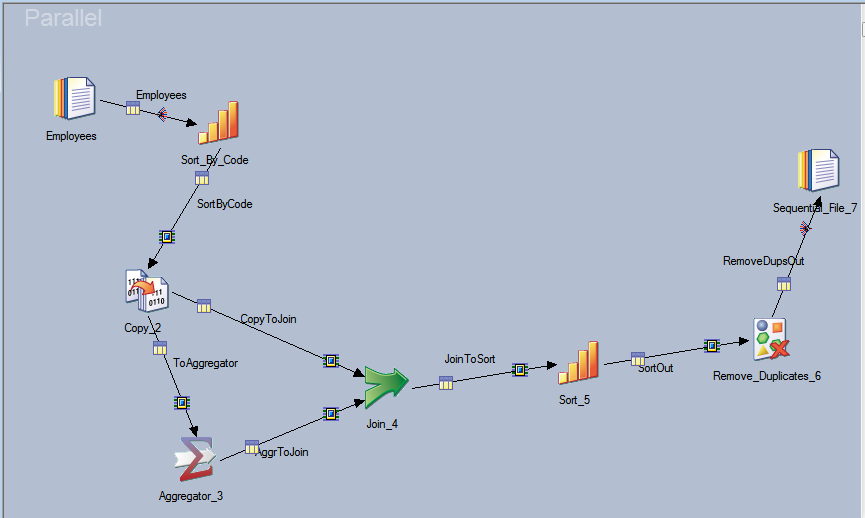 Parallel
Employees
Employees
Sort_By_Code
SortByCode
Sequential_File_7
RemoveDupsOut
CopyToJoin
Copy_2
ToAggregator
JoinToSort
SortOut
Remove_Duplicates_6
Sort_5
Join_4
AggrToJoin
Aggregator_3